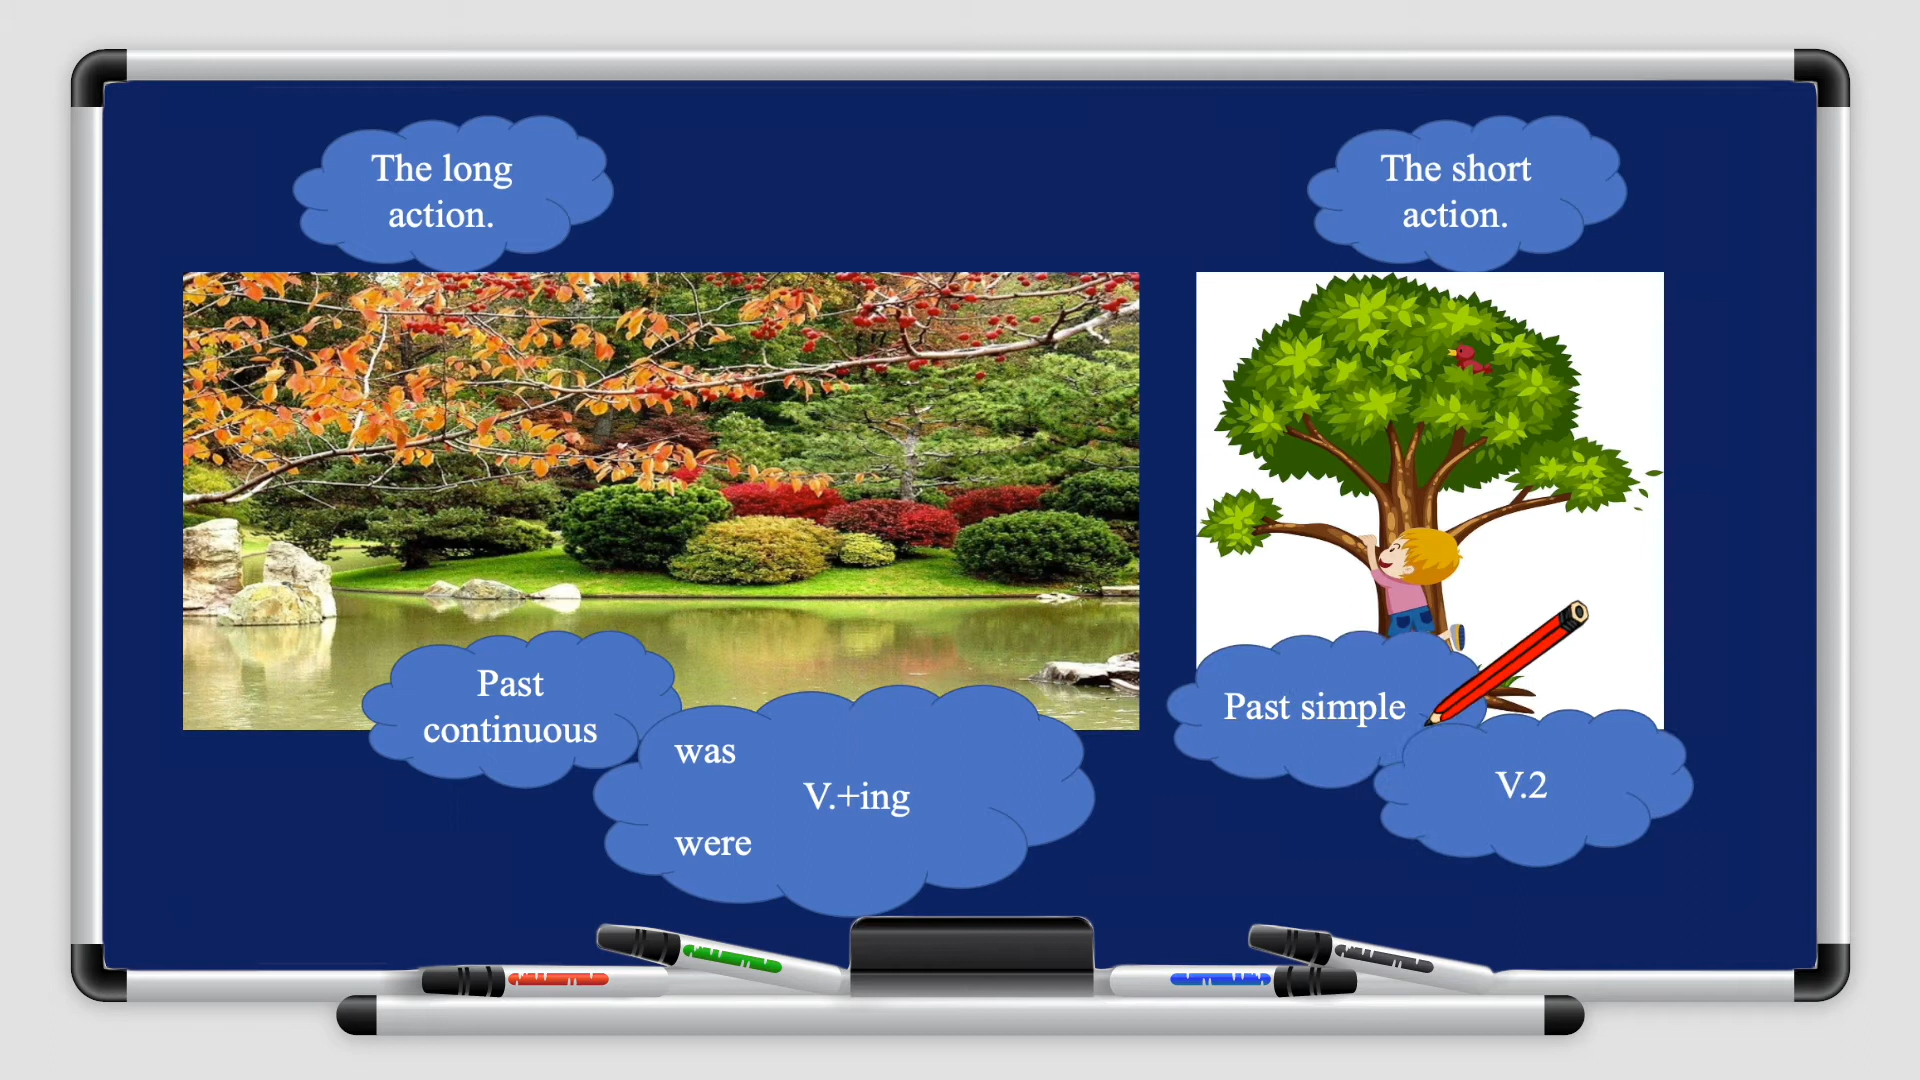 The long
action.
The short
action.
Past
continuous
was
V.+ing
were
Past simple
V.2